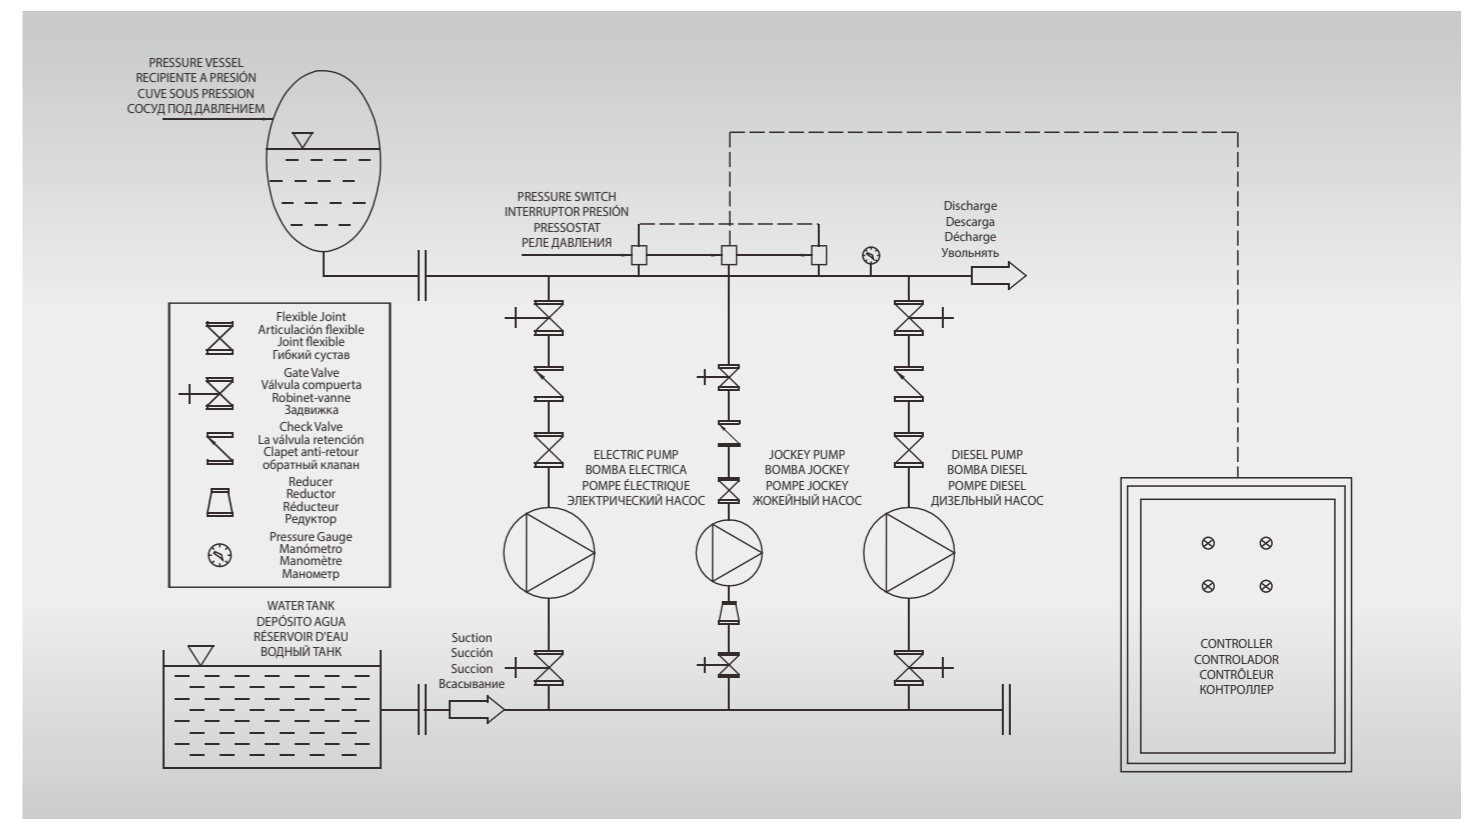 PRESSURE VESSEL
RECIPIENTE A PRESIÓN
CUVE SOUS PRESSION
СОСУД ПОД ДАВЛЕНИЕМ
PRESSURE SWITCH
INTERRUPTOR PRESIÓN
PRESSOSTAT
РЕЛЕ ДАВЛЕНИЯ
Discharge
Descarga
Décharge
Увольнять
Flexible Joint
Articulación flexible
Joint flexible
Гибкий сустав
Gate Valve
Válvula compuerta
Robinet-vanne
Задвижка
Check Valve
La válvula retención
Clapet anti-retour
обратный клапан
Reducer
Reductor
Réducteur
Редуктор
Pressure Gauge
Manómetro
Manomètre
Манометр
ELECTRIC PUMP
BOMBA ELECTRICA
POMPE ÉLECTRIQUE
ЭЛЕКТРИЧЕСКИЙ НАСОС
JOCKEY PUMP
BOMBA JOCKEY
POMPE JOCKEY
ЖОКЕЙНЫЙ НАСОС
DIESEL PUMP
BOMBA DIESEL
POMPE DIESEL
ДИЗЕЛЬНЫЙ НАСОС
WATER TANK
DEPÓSITO AGUA
RÉSERVOIR D'EAU
ВОДНЫЙ ТАНК
Suction
Succión
Succion
Всасывание
CONTROLLER
CONTROLADOR
CONTRÔLEUR
КОНТРОЛЛЕР